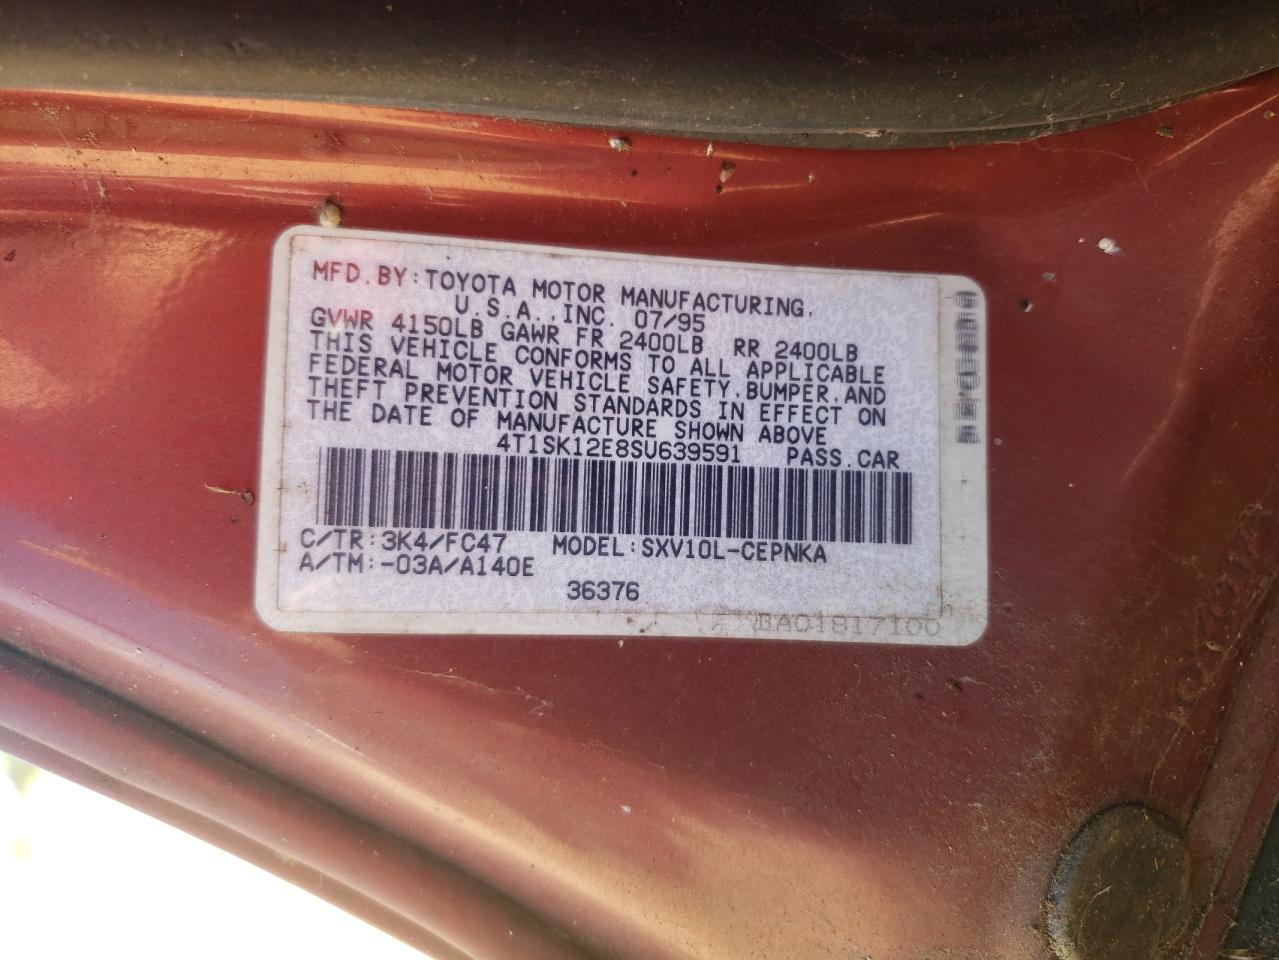 MFD.BY:TOYOTA MOTOR MANUFACTURING,
U.S.A.,INC. 07/95
GVWR 4150LB GAWR FR 2400LB RR 2400LB
THIS VEHICLE CONFORMS TO ALL APPLICABLE
FEDERAL MOTOR VEHICLE SAFETY,BUMPER,AND
THEFT PREVENTION STANDARDS IN EFFECT ON
THE DATE OF MANUFACTURE SHOWN ABOVE
4T1SK12E8SU639591 PASS.CAR
C/TR:3K4/FC47 MODEL:SXV10L-CEPNKA
A/TM:-03A/A140E
36376
BA01817100